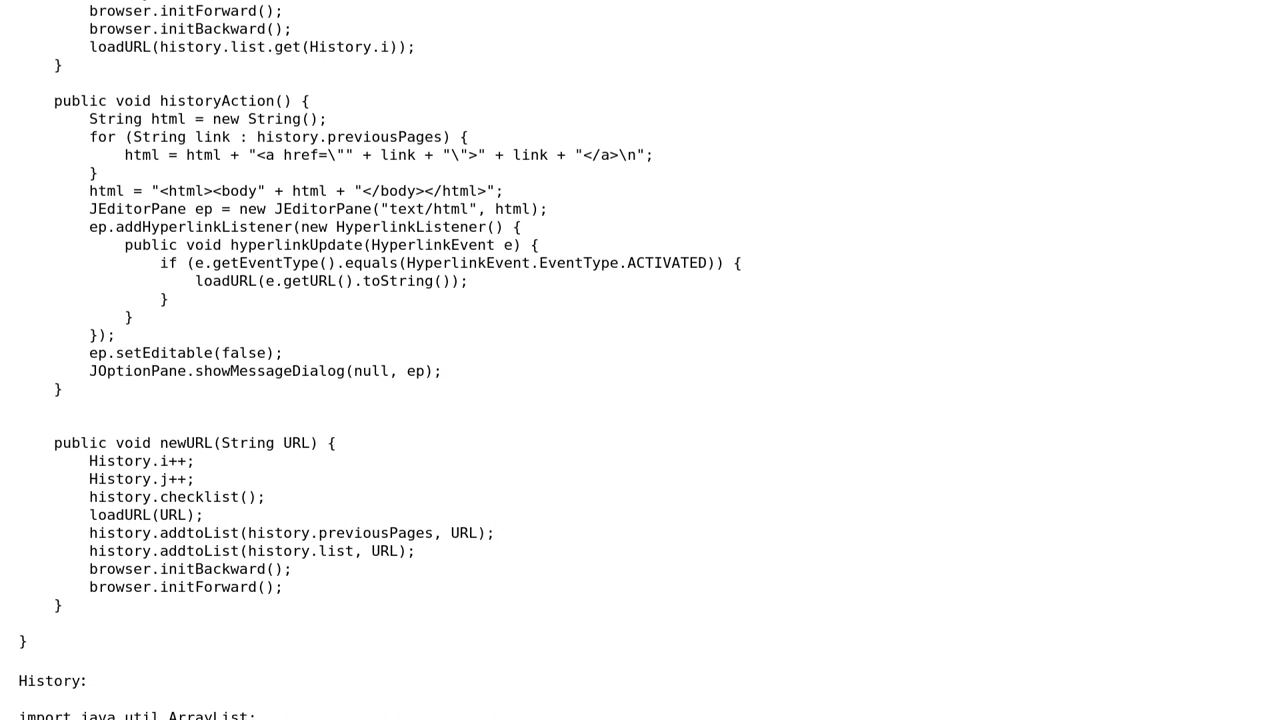 browser.initForward();
browser.initBackward();
loadURL(history.list.get(History.i));
}
public void historyAction() {
String html = new String();
for (String link : history.previousPages) {
html = html + "<a href=\"" + link + "\">" + link + "</a>\n";
}
html = "<html><body" + html + "</body></html>";
JEditorPane ep = new JEditorPane("text/html", html);
ep.addHyperlinkListener(new HyperlinkListener() {
public void hyperlinkUpdate(HyperlinkEvent e) {
if (e.getEventType().equals(HyperlinkEvent.EventType.ACTIVATED)) {
loadURL(e.getURL().toString());
}
}
});
ep.setEditable(false);
JOptionPane.showMessageDialog(null, ep);
}
public void newURL(String URL) {
History.i++;
History.j++;
history.checklist();
loadURL(URL);
history.addtoList(history.previousPages, URL);
history.addtoList(history.list, URL);
browser.initBackward();
browser.initForward();
}
}
History:
import java.util.ArrayList;